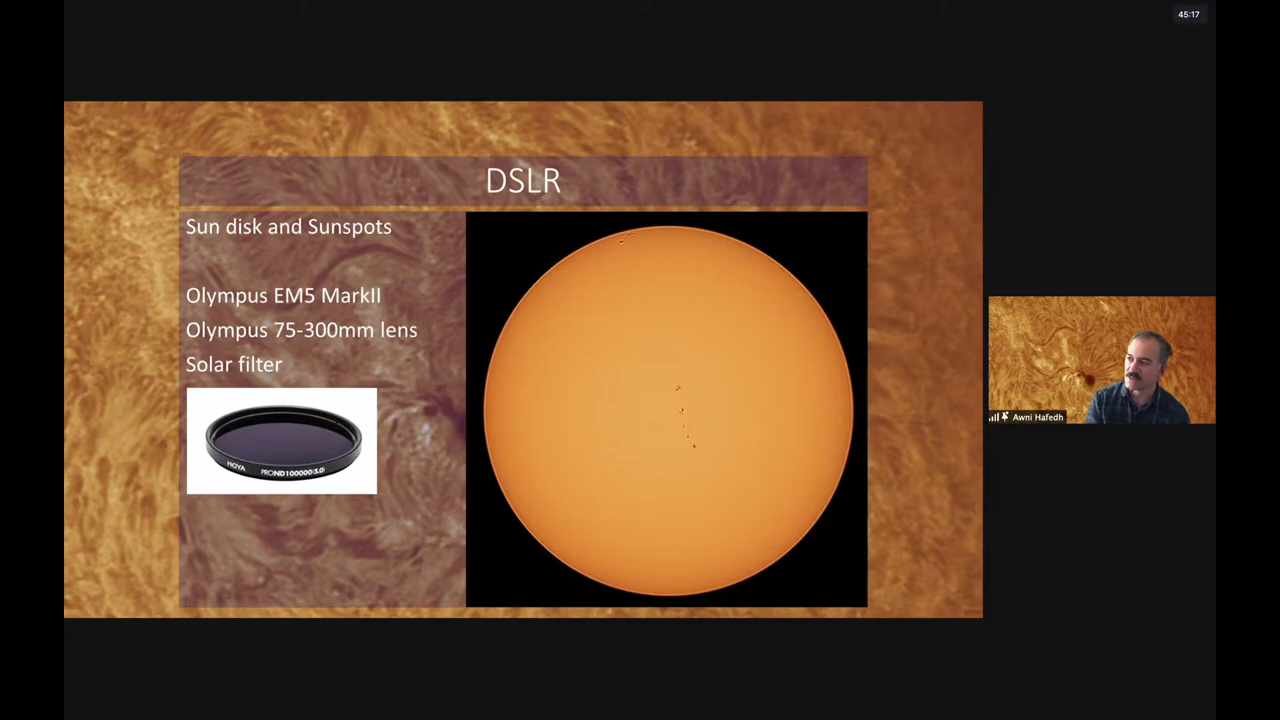 45:17
DSLR
Sun disk and Sunspots
Olympus EM5 MarkII
Olympus 75-300mm lens
Solar filter
HOYA PROND100000(5.0)
Awni Hafedh